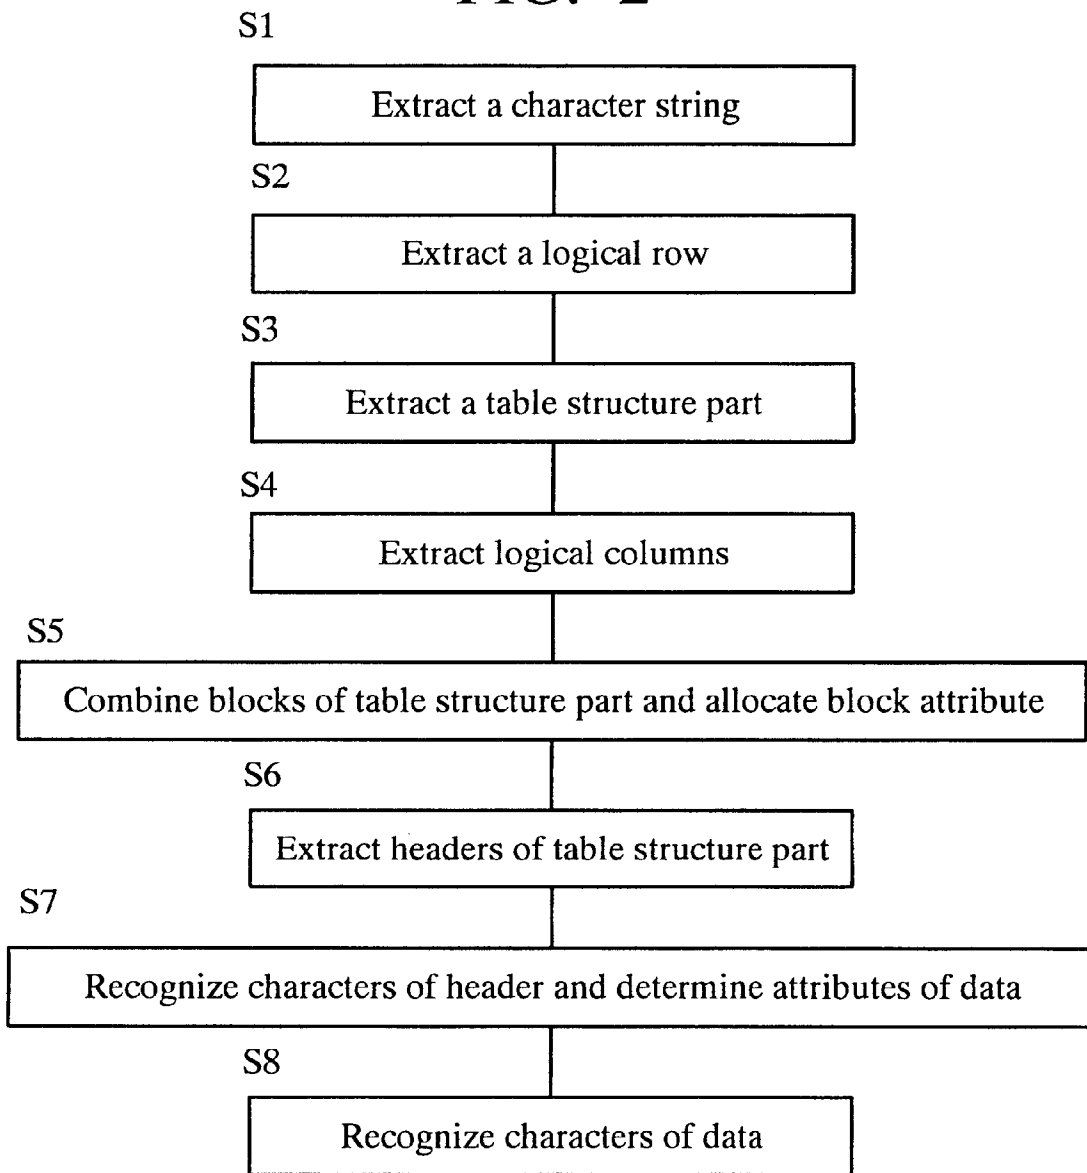 FIG. 2
S1
Extract a character string
S2
Extract a logical row
S3
Extract a table structure part
S4
Extract logical columns
S5
Combine blocks of table structure part and allocate block attribute
S6
Extract headers of table structure part
S7
Recognize characters of header and determine attributes of data
S8
Recognize characters of data